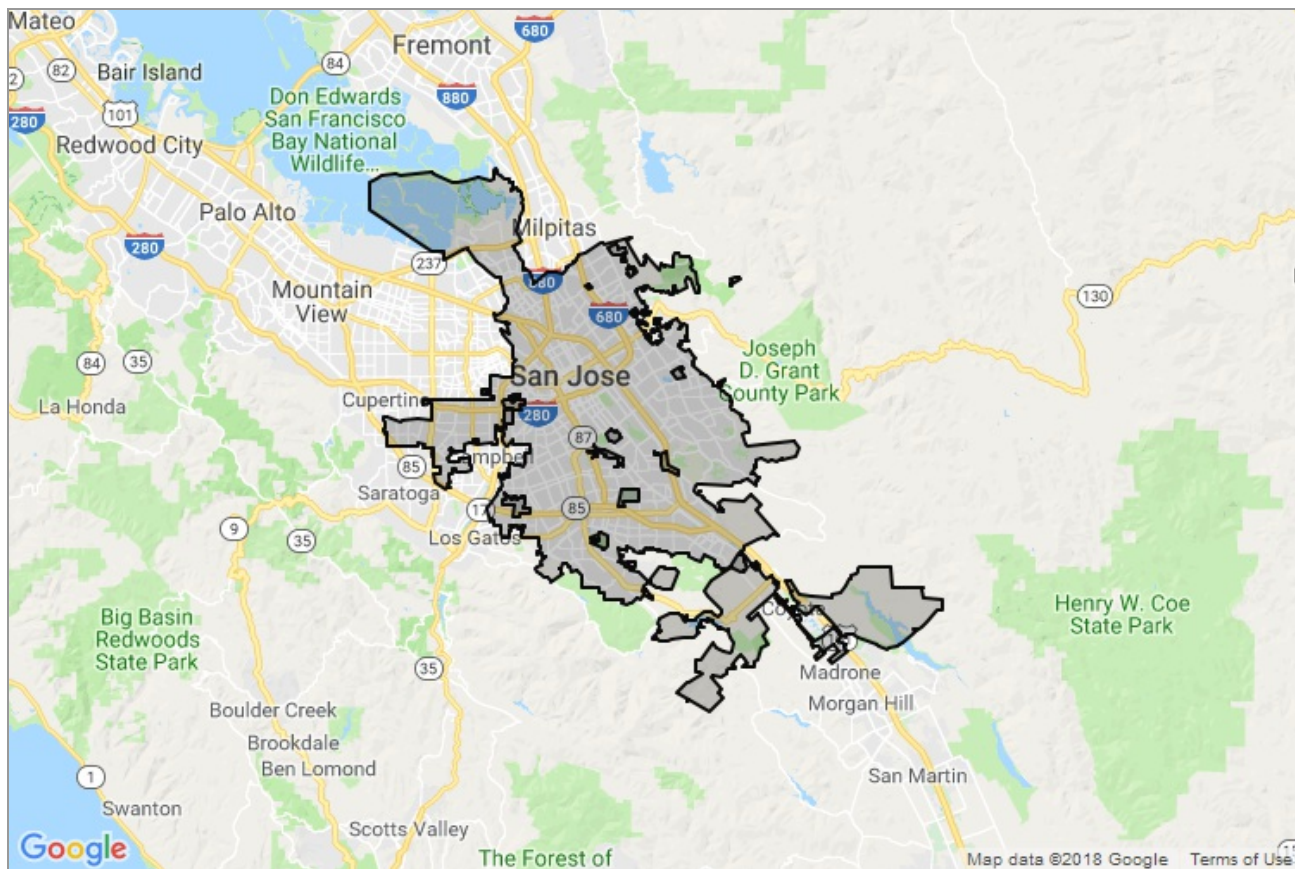 Mateo
680
Fremont
82
Bair Island
84
880
101
Don Edwards
San Francisco
Bay National
Wildlife...
280
Redwood City
Palo Alto
Milpitas
280
237
680
130
Mountain
View
680
Joseph
D. Grant
County Park
84
35
San Jose
La Honda
Cupertin
280
87
85
ampbell
Saratoga
17
85
9
35
Los Gatos
Big Basin
Redwoods
State Park
Coyote
Henry W. Coe
State Park
35
Madrone
Boulder Creek
Morgan Hill
Brookdale
Ben Lomond
1
San Martin
Swanton
Scotts Valley
Google
The Forest of
Map data ©2018 Google
Terms of Use